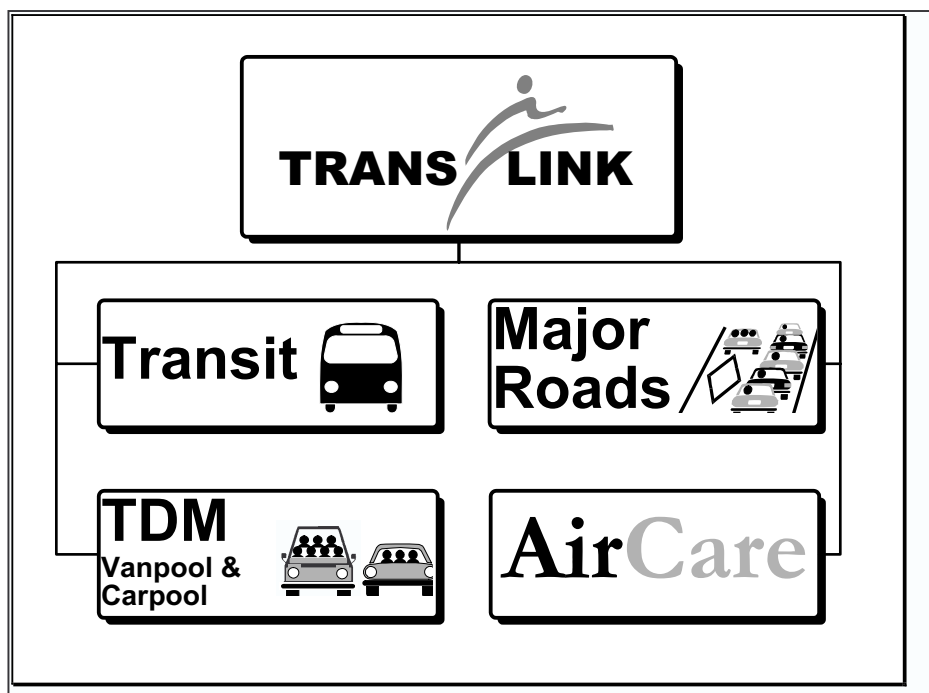 TRANS LINK
Transit
Major
Roads
TDM
Vanpool &
Carpool
AirCare